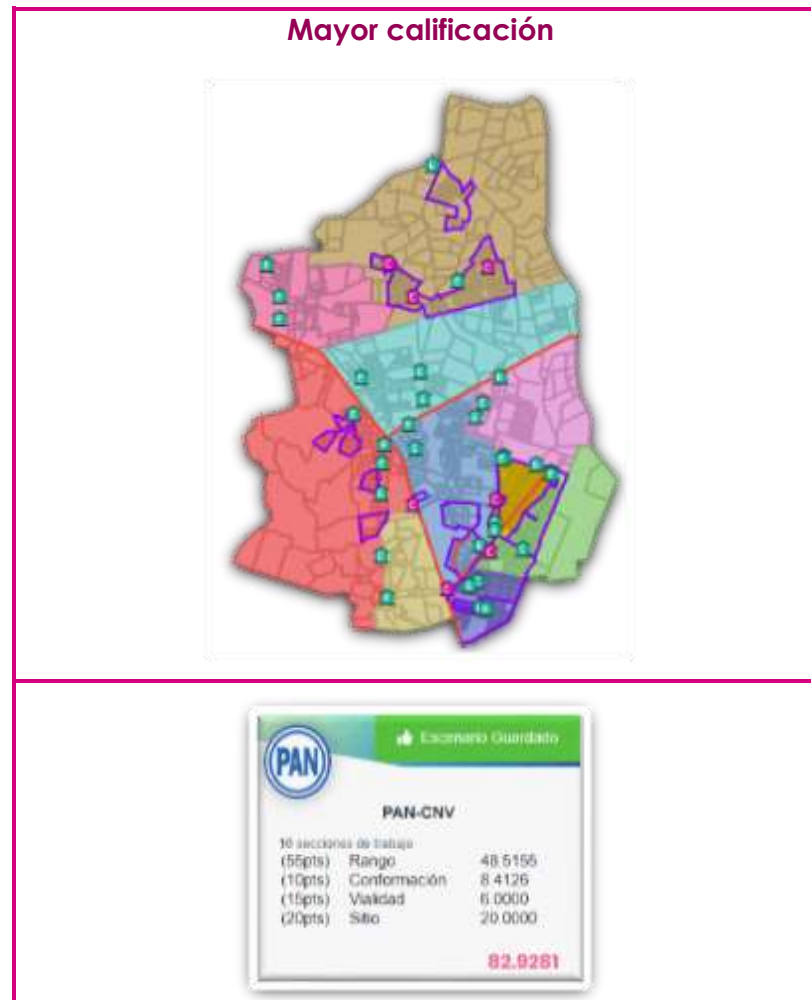 Mayor calificación
PAN
Escenario Guardado
PAN-CNV
10 secciones de trabajo
(55pts) Rango 48.5155
(10pts) Conformación 8.4126
(15pts) Vialidad 6.0000
(20pts) Sitio 20.0000
82.9281